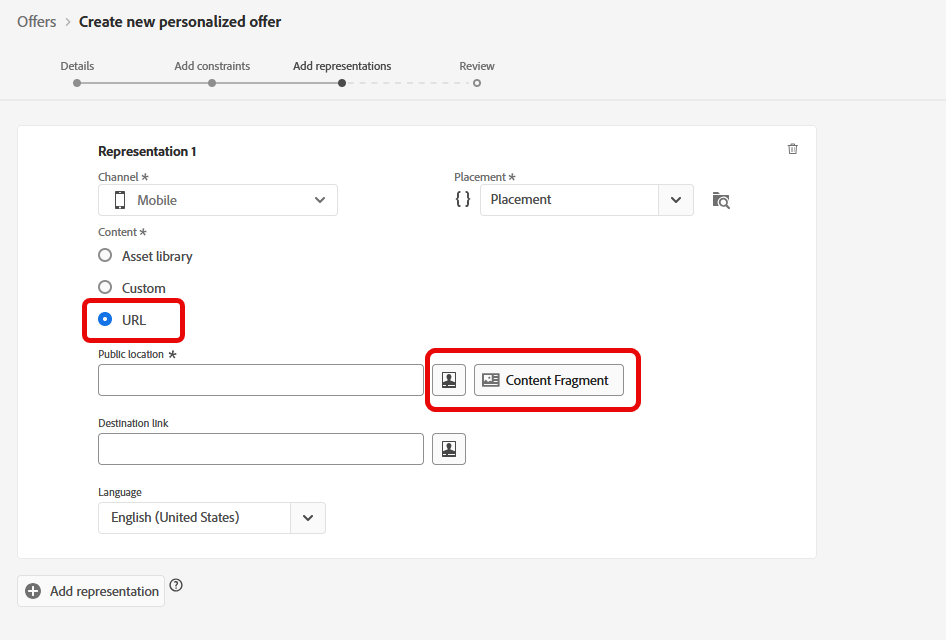 Offers > Create new personalized offer
Details Add constraints Add representations Review
Representation 1
Channel * Placement *
Mobile { } Placement
Content *
Asset library
Custom
URL
Public location *
Content Fragment
Destination link
Language
English (United States)
Add representation ?